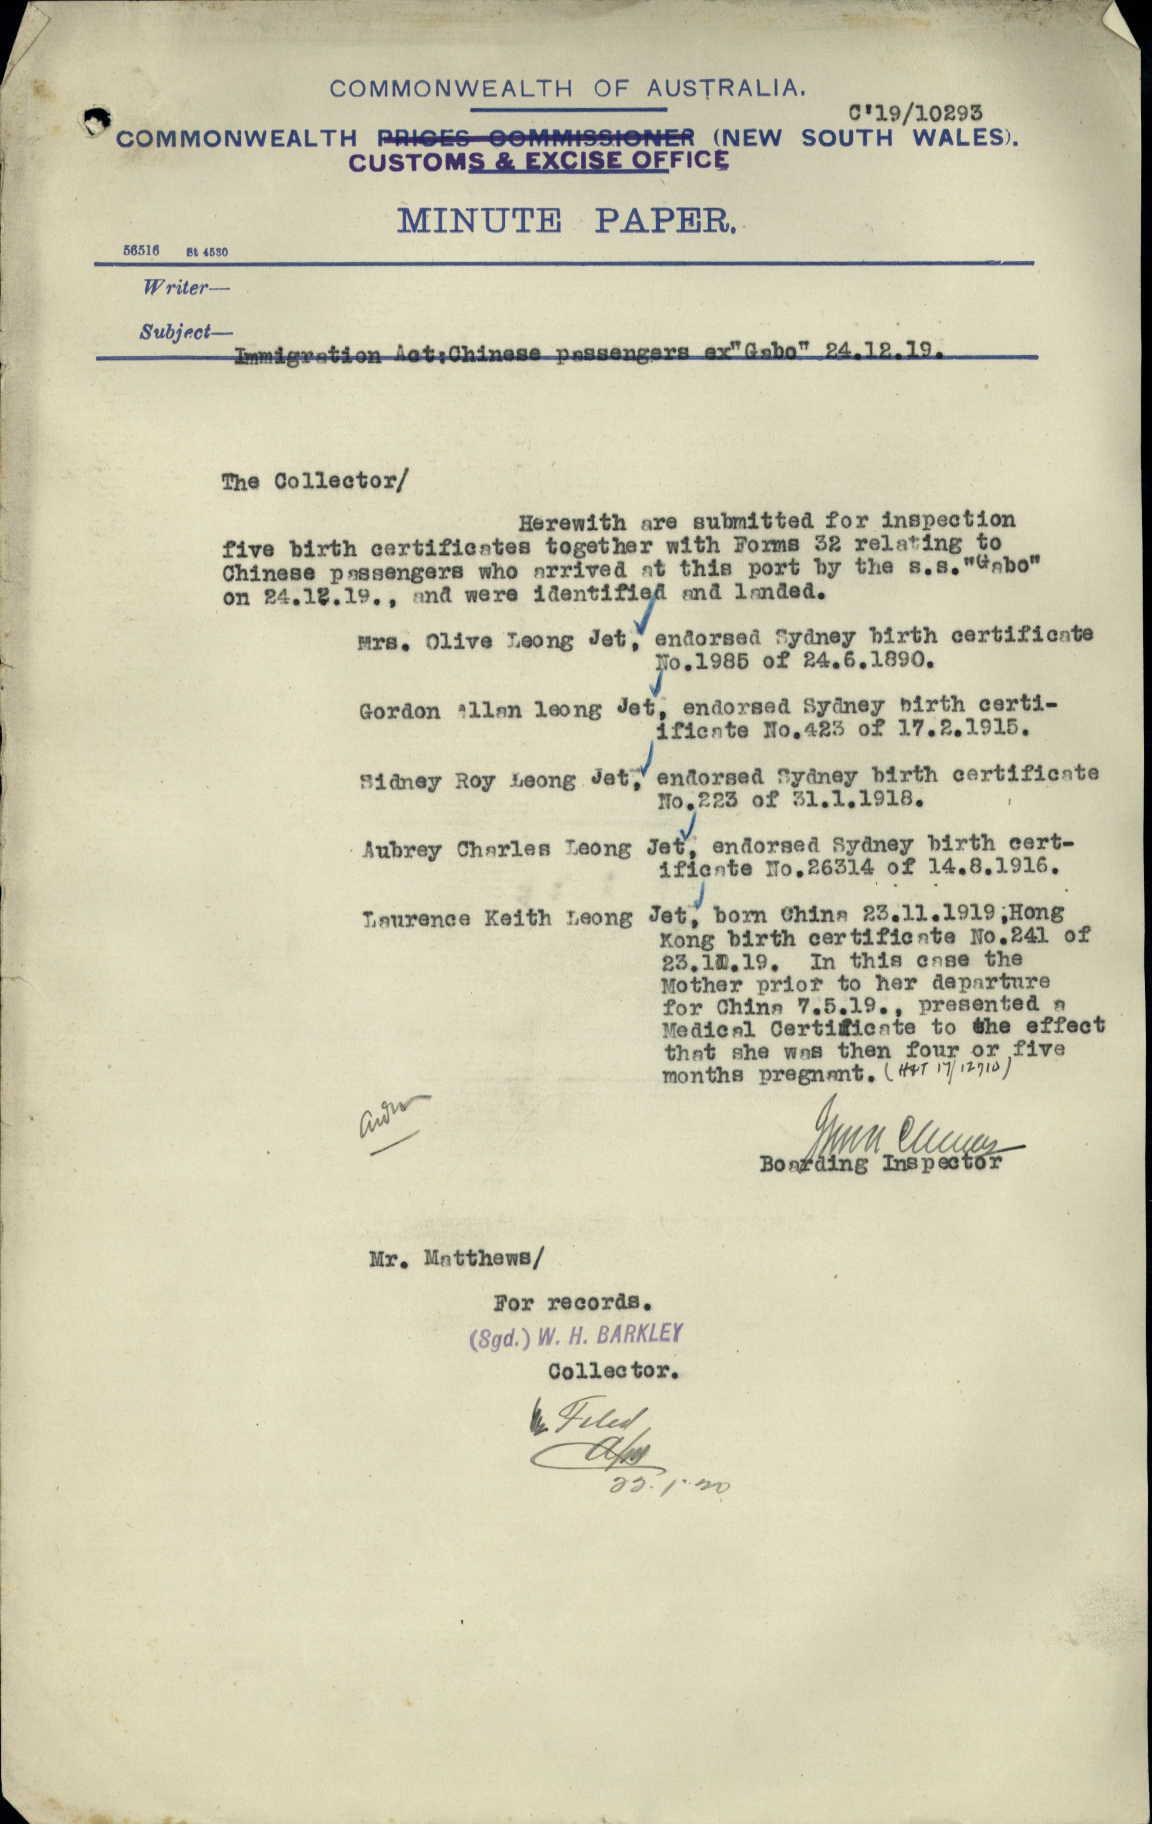 COMMONWEALTH OF AUSTRALIA.
C'19/10293
COMMONWEALTH PRICES COMMISSIONER (NEW SOUTH WALES).
CUSTOMS & EXCISE OFFICE
MINUTE PAPER.
56516 St 4530
Writer—
Subject—
Immigration Act:Chinese passengers ex"Gabo" 24.12.19.
The Collector/
Herewith are submitted for inspection
five birth certificates together with Forms 32 relating to
Chinese passengers who arrived at this port by the s.s."Gabo"
on 24.12.19., and were identified and landed.
Mrs. Olive Leong Jet, endorsed Sydney birth certificate
No.1985 of 24.6.1890.
Gordon Allan leong Jet, endorsed Sydney birth certi-
ificate No.423 of 17.2.1915.
Sidney Roy Leong Jet, endorsed Sydney birth certificate
No.223 of 31.1.1918.
Aubrey Charles Leong Jet, endorsed Sydney birth cert-
ificate No.26314 of 14.8.1916.
Laurence Keith Leong Jet, born China 23.11.1919;Hong
Kong birth certificate No.241 of
In this case the
Mother prior to her departure
for China 7.5.19., presented a
Medical Certificate to the effect
that she was then four or five
months pregnant.
Boarding Inspector
Mr. Matthews/
For records.
(Sgd.) W. H. BARKLEY
Collector.
Filed
22.1.20